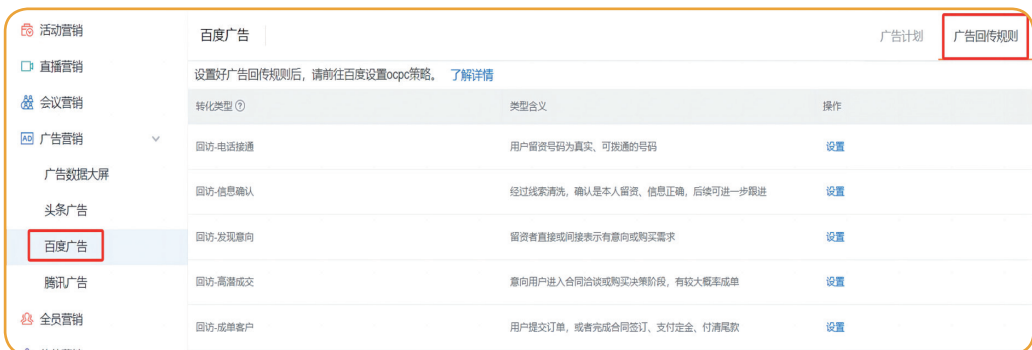 活动营销
直播营销
会议营销
AD 广告营销
广告数据大屏
头条广告
百度广告
腾讯广告
全员营销
百度广告
广告计划
广告回传规则
设置好广告回传规则后，请前往百度设置ocpc策略。 了解详情
转化类型 ? 类型含义 操作
回访-电话接通 用户留资号码为真实、可拨通的号码 设置
回访-信息确认 经过线索清洗，确认是本人留资、信息正确，后续可进一步跟进 设置
回访-发现意向 留资者直接或间接表示有意向或购买需求 设置
回访-高潜成交 意向用户进入合同洽谈或购买决策阶段，有较大概率成单 设置
回访-成单客户 用户提交订单，或者完成合同签订、支付定金、付清尾款 设置